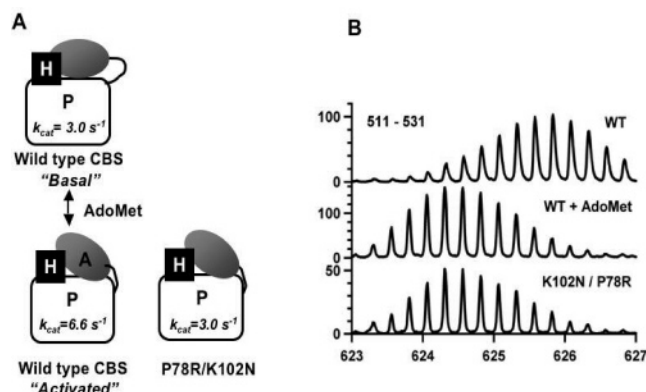 A
H
P
kcat= 3.0 s-1
Wild type CBS
"Basal"
AdoMet
H
A
P
kcat=6.6 s-1
Wild type CBS
"Activated"
H
P
kcat=3.0 s-1
P78R/K102N
B
511 - 531
WT
100
0
WT + AdoMet
100
0
K102N / P78R
50
0
623 624 625 626 627